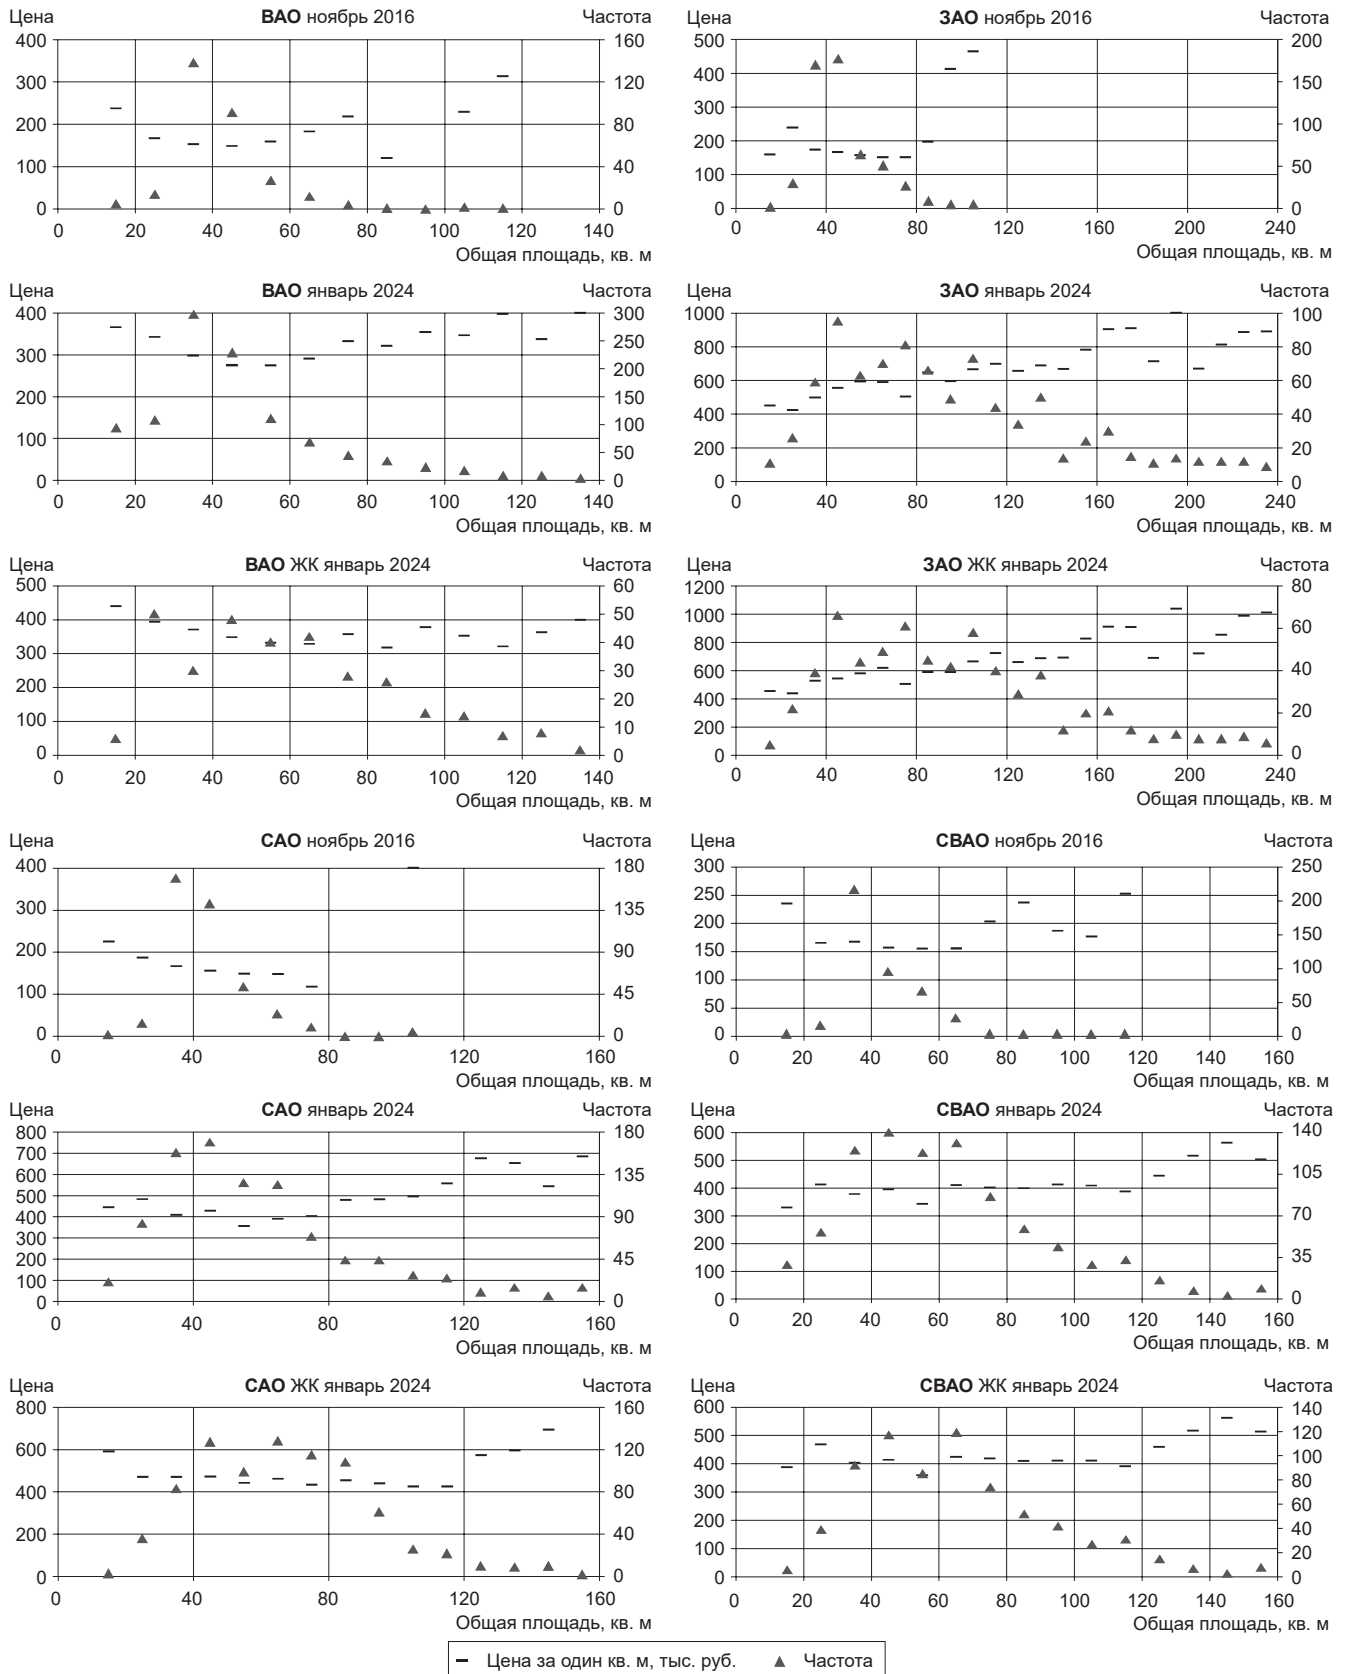 Цена ВАО ноябрь 2016 Частота
400 160
300 120
200 80
100 40
0 0
0 20 40 60 80 100 120 140
Общая площадь, кв. м
Цена ЗАО ноябрь 2016 Частота
500 200
400 150
300
200 100
100 50
0 0
0 40 80 120 160 200 240
Общая площадь, кв. м
Цена ВАО январь 2024 Частота
400 300
250
300 200
200 150
100 100
50
0 0
0 20 40 60 80 100 120 140
Общая площадь, кв. м
Цена ЗАО январь 2024 Частота
1000 100
800 80
600 60
400 40
200 20
0 0
0 40 80 120 160 200 240
Общая площадь, кв. м
Цена ВАО ЖК январь 2024 Частота
500 60
400 50
300 40
30
200 20
100 10
0 0
0 20 40 60 80 100 120 140
Общая площадь, кв. м
Цена ЗАО ЖК январь 2024 Частота
1200 80
1000
800 60
600 40
400 20
200
0 0
0 40 80 120 160 200 240
Общая площадь, кв. м
Цена САО ноябрь 2016 Частота
400 180
300 135
200 90
100 45
0 0
0 40 80 120 160
Общая площадь, кв. м
Цена СВАО ноябрь 2016 Частота
300 250
250 200
200 150
150
100 100
50 50
0 0
0 20 40 60 80 100 120 140 160
Общая площадь, кв. м
Цена САО январь 2024 Частота
800 180
700 135
600
500
400 90
300
200 45
100
0 0
0 40 80 120 160
Общая площадь, кв. м
Цена СВАО январь 2024 Частота
600 140
500 105
400
300 70
200 35
100
0 0
0 20 40 60 80 100 120 140 160
Общая площадь, кв. м
Цена САО ЖК январь 2024 Частота
800 160
600 120
400 80
200 40
0 0
0 40 80 120 160
Общая площадь, кв. м
Цена СВАО ЖК январь 2024 Частота
600 140
500 120
400 100
80
300 60
200 40
100 20
0 0
0 20 40 60 80 100 120 140 160
Общая площадь, кв. м
Цена за один кв. м, тыс. руб. Частота